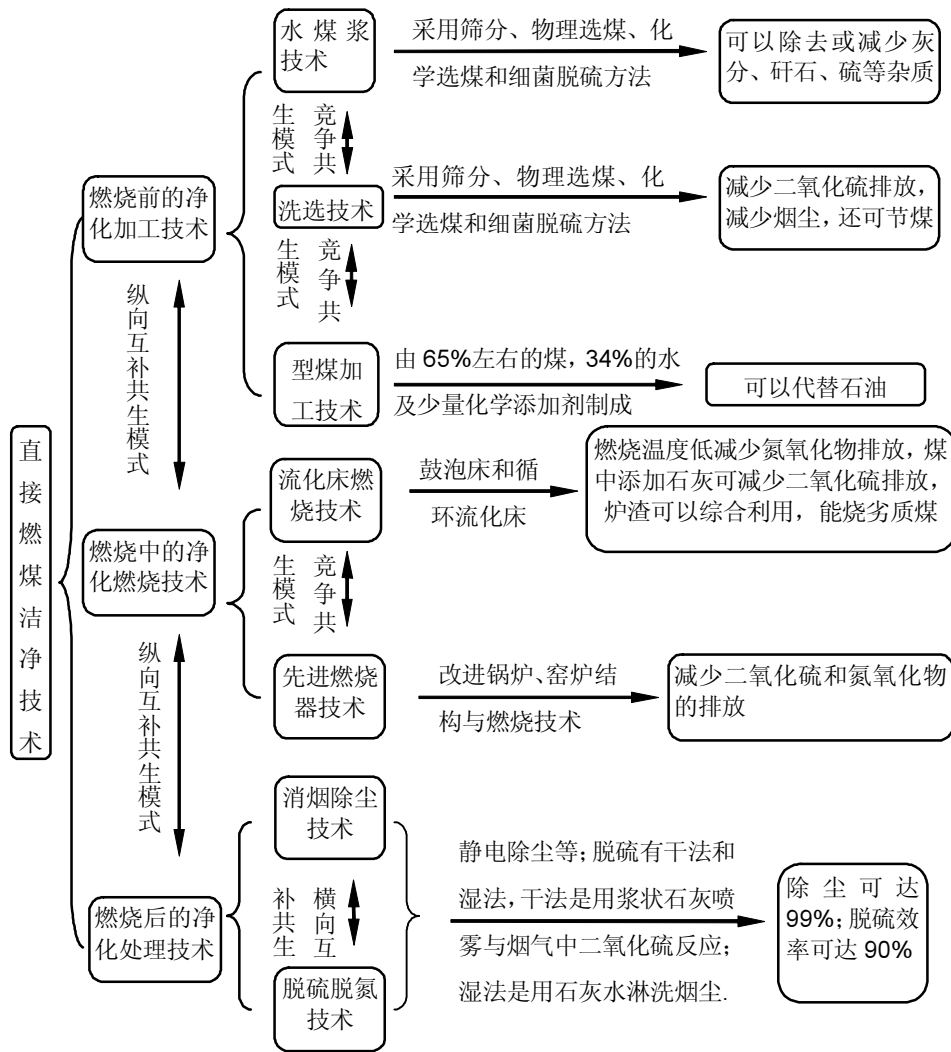 水煤浆
技术
采用筛分、物理选煤、化
学选煤和细菌脱硫方法
可以除去或减少灰
分、矸石、硫等杂质
竞争共
生模式
燃烧前的净
化加工技术
洗选技术
采用筛分、物理选煤、化
学选煤和细菌脱硫方法
减少二氧化硫排放,
减少烟尘,还可节煤
竞争共
生模式
型煤加
工技术
由 65%左右的煤,34%的水
及少量化学添加剂制成
可以代替石油
纵向互补共生模式
直接燃煤洁净技术
燃烧中的净
化燃烧技术
流化床燃
烧技术
鼓泡床和循
环流化床
燃烧温度低减少氮氧化物排放,煤
中添加石灰可减少二氧化硫排放,
炉渣可以综合利用,能烧劣质煤
竞争共
生模式
先进燃烧
器技术
改进锅炉、窑炉结
构与燃烧技术
减少二氧化硫和氮氧化物
的排放
纵向互补共生模式
燃烧后的净
化处理技术
消烟除尘
技术
横向互
补共生
脱硫脱氮
技术
静电除尘等;脱硫有干法和
湿法,干法是用浆状石灰喷
雾与烟气中二氧化硫反应;
湿法是用石灰水淋洗烟尘.
除尘可达
99%;脱硫效
率可达 90%